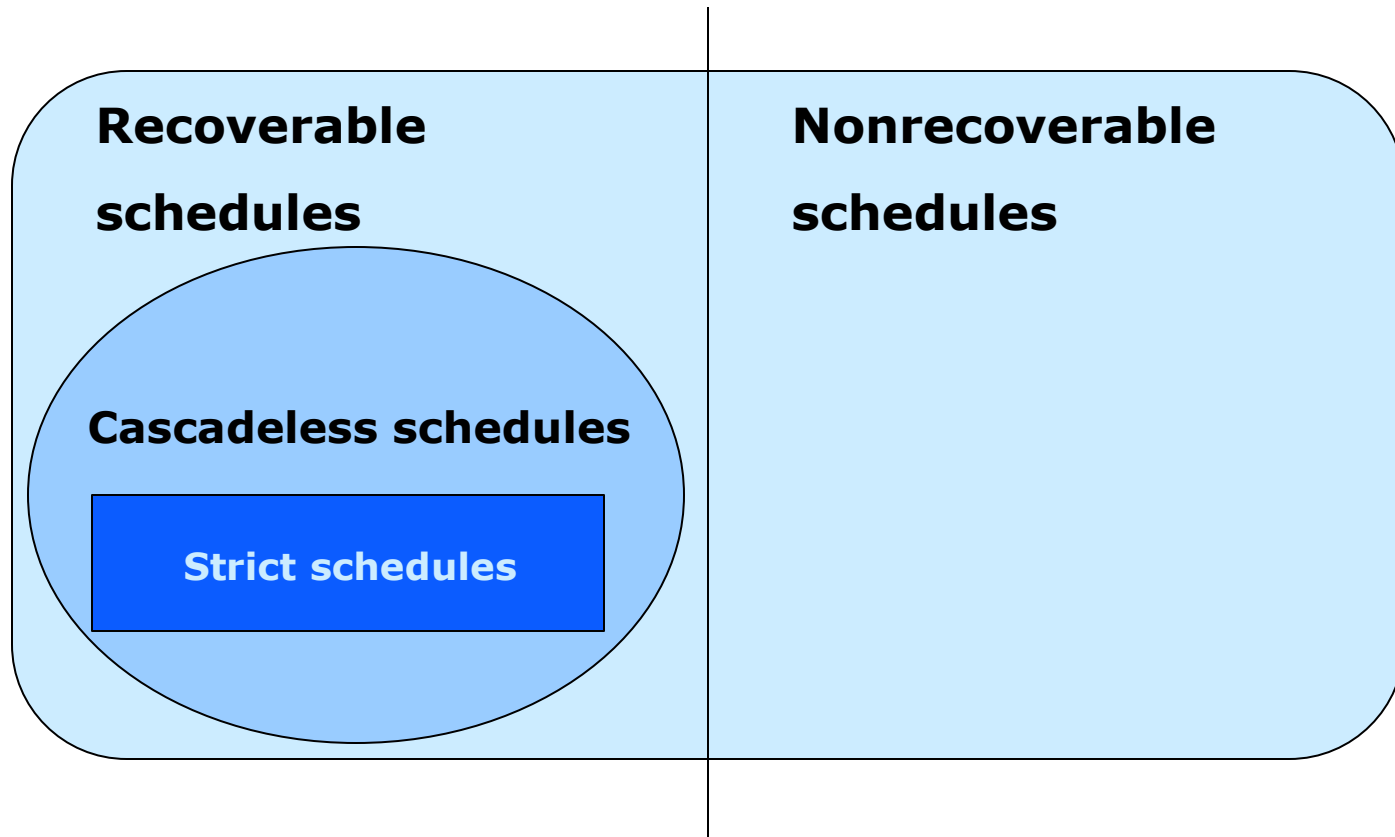 Recoverable
schedules
Nonrecoverable
schedules
Cascadeless schedules
Strict schedules